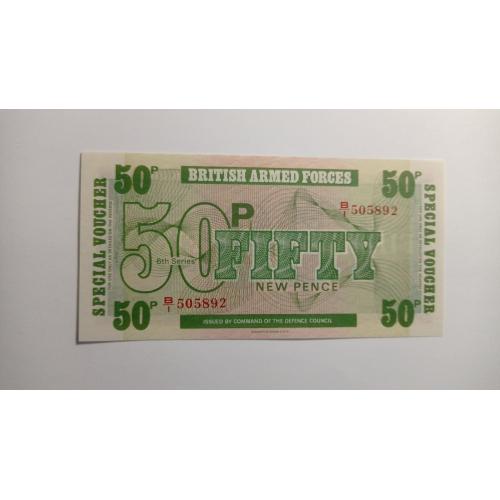 50P
BRITISH ARMED FORCES
50P
SPECIAL VOUCHER
B/1 505892
50P
6th Series
FIFTY
NEW PENCE
B/1 505892
50P
ISSUED BY COMMAND OF THE DEFENCE COUNCIL
50P
SPECIAL VOUCHER